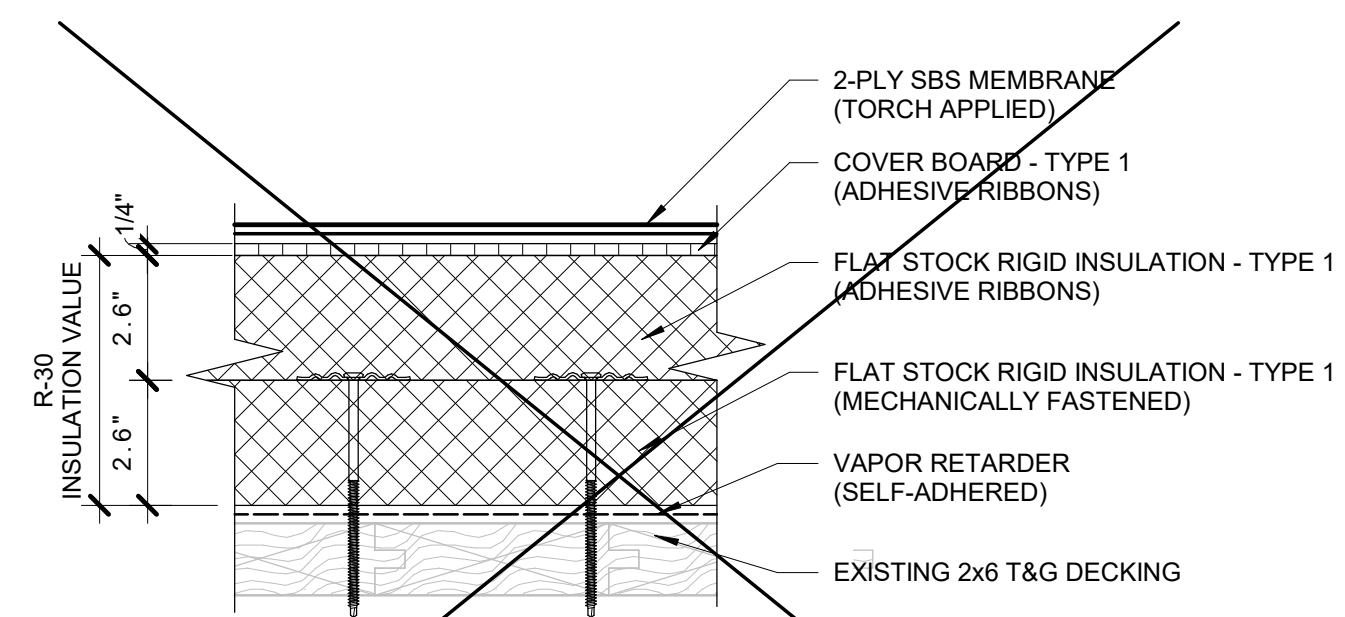 2-PLY SBS MEMBRANE
(TORCH APPLIED)
COVER BOARD - TYPE 1
(ADHESIVE RIBBONS)
FLAT STOCK RIGID INSULATION - TYPE 1
(ADHESIVE RIBBONS)
FLAT STOCK RIGID INSULATION - TYPE 1
(MECHANICALLY FASTENED)
VAPOR RETARDER
(SELF-ADHERED)
EXISTING 2x6 T&G DECKING
R-30
INSULATION VALUE
1/4"
2.6"
2.6"